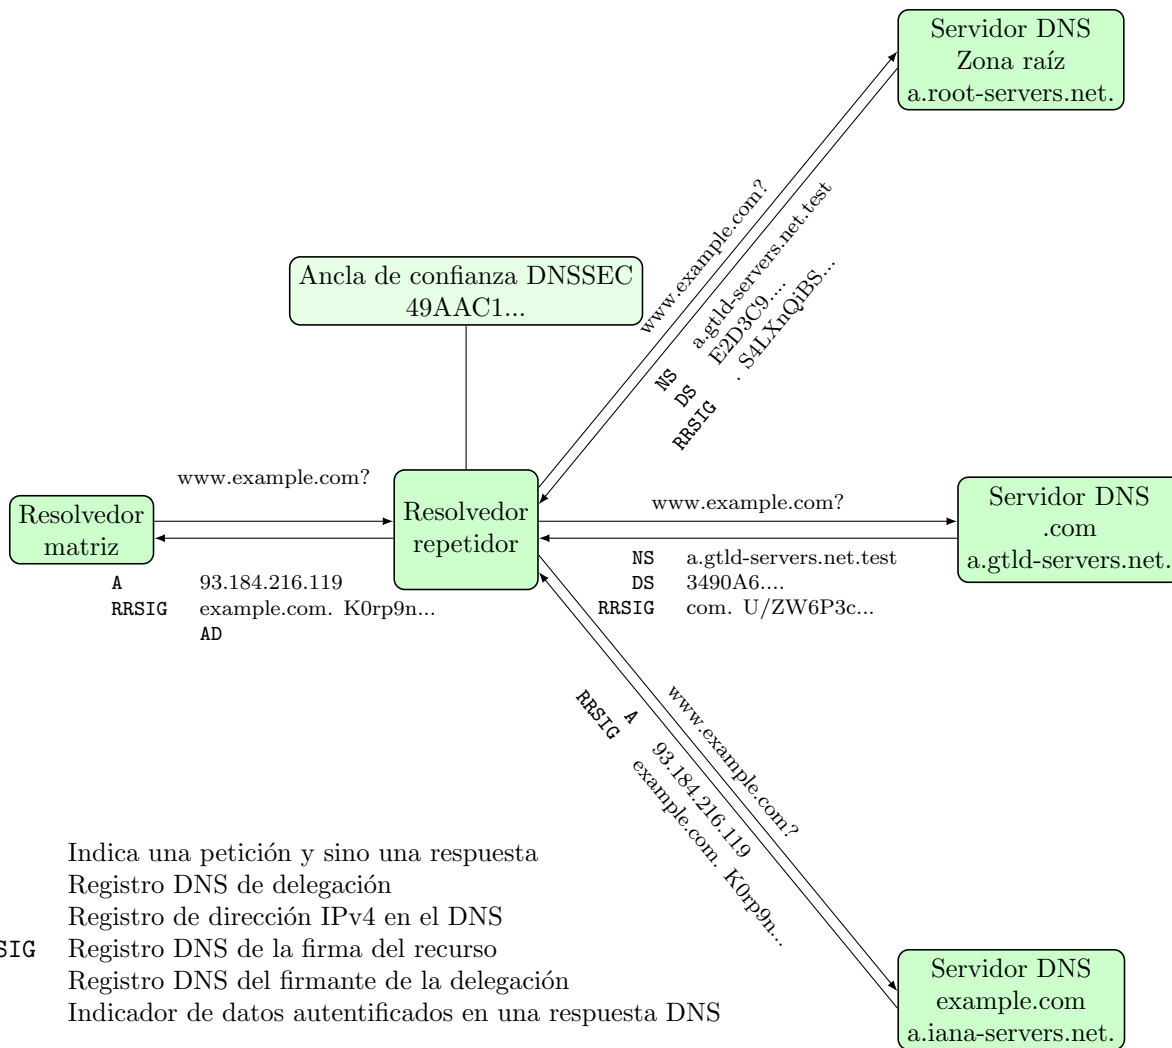 Servidor DNS
Zona raíz
a.root-servers.net.
www.example.com?
NS a.gtld-servers.net.test
DS E2D3C9....
RRSIG . S4LXnQiBS...
Ancla de confianza DNSSEC
49AAC1...
www.example.com?
Resolvedor
matriz
Resolvedor
repetidor
A 93.184.216.119
RRSIG example.com. K0rp9n...
AD
www.example.com?
NS a.gtld-servers.net.test
DS 3490A6....
RRSIG com. U/ZW6P3c...
Servidor DNS
.com
a.gtld-servers.net.
www.example.com?
A 93.184.216.119
RRSIG example.com. K0rp9n...
Servidor DNS
example.com
a.iana-servers.net.
Indica una petición y sino una respuesta
Registro DNS de delegación
Registro de dirección IPv4 en el DNS
SIG Registro DNS de la firma del recurso
Registro DNS del firmante de la delegación
Indicador de datos autentificados en una respuesta DNS